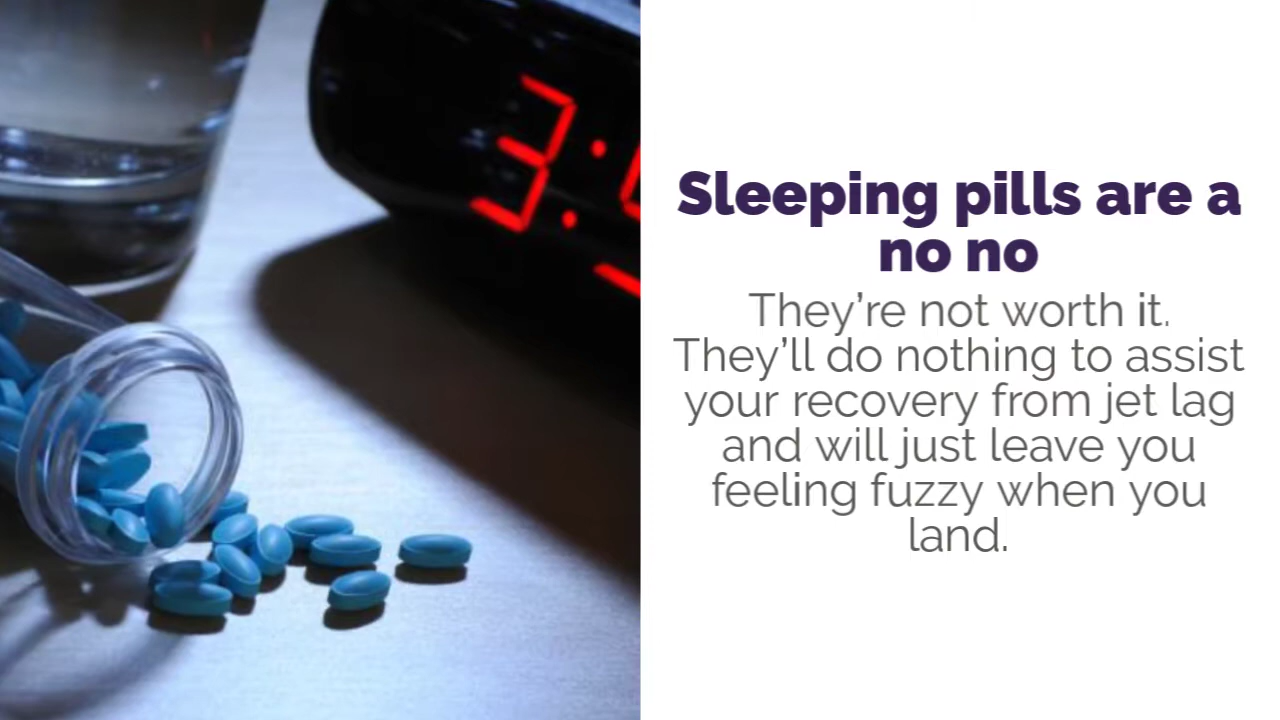 3:
Sleeping pills are a
no no
They’re not worth it.
They’ll do nothing to assist
your recovery from jet lag
and will just leave you
feeling fuzzy when you
land.